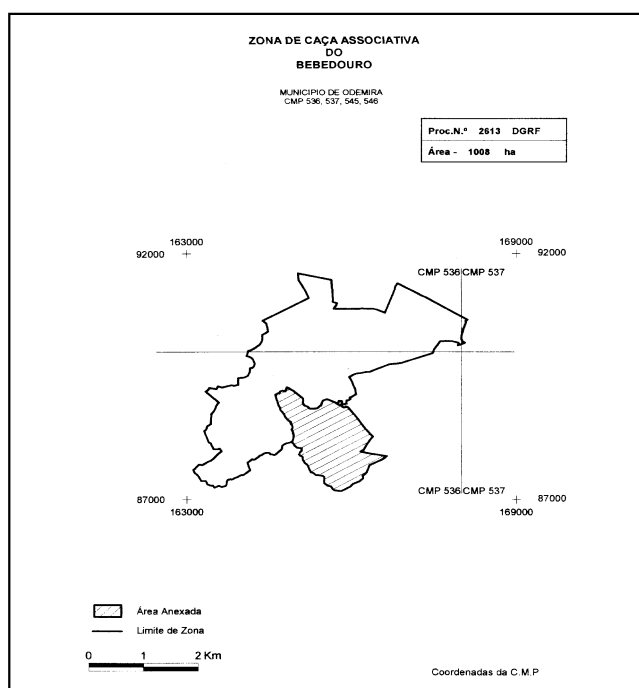 ZONA DE CAÇA ASSOCIATIVA
DO
BEBEDOURO
MUNICIPIO DE ODEMIRA
CMP 536, 537, 545, 546
Proc.N.º 2613 DGRF
Área - 1008 ha
163000 169000
92000 92000
CMP 536 CMP 537
CMP 536 CMP 537
87000 87000
163000 169000
Área Anexada
Limite de Zona
0 1 2 Km
Coordenadas da C.M.P